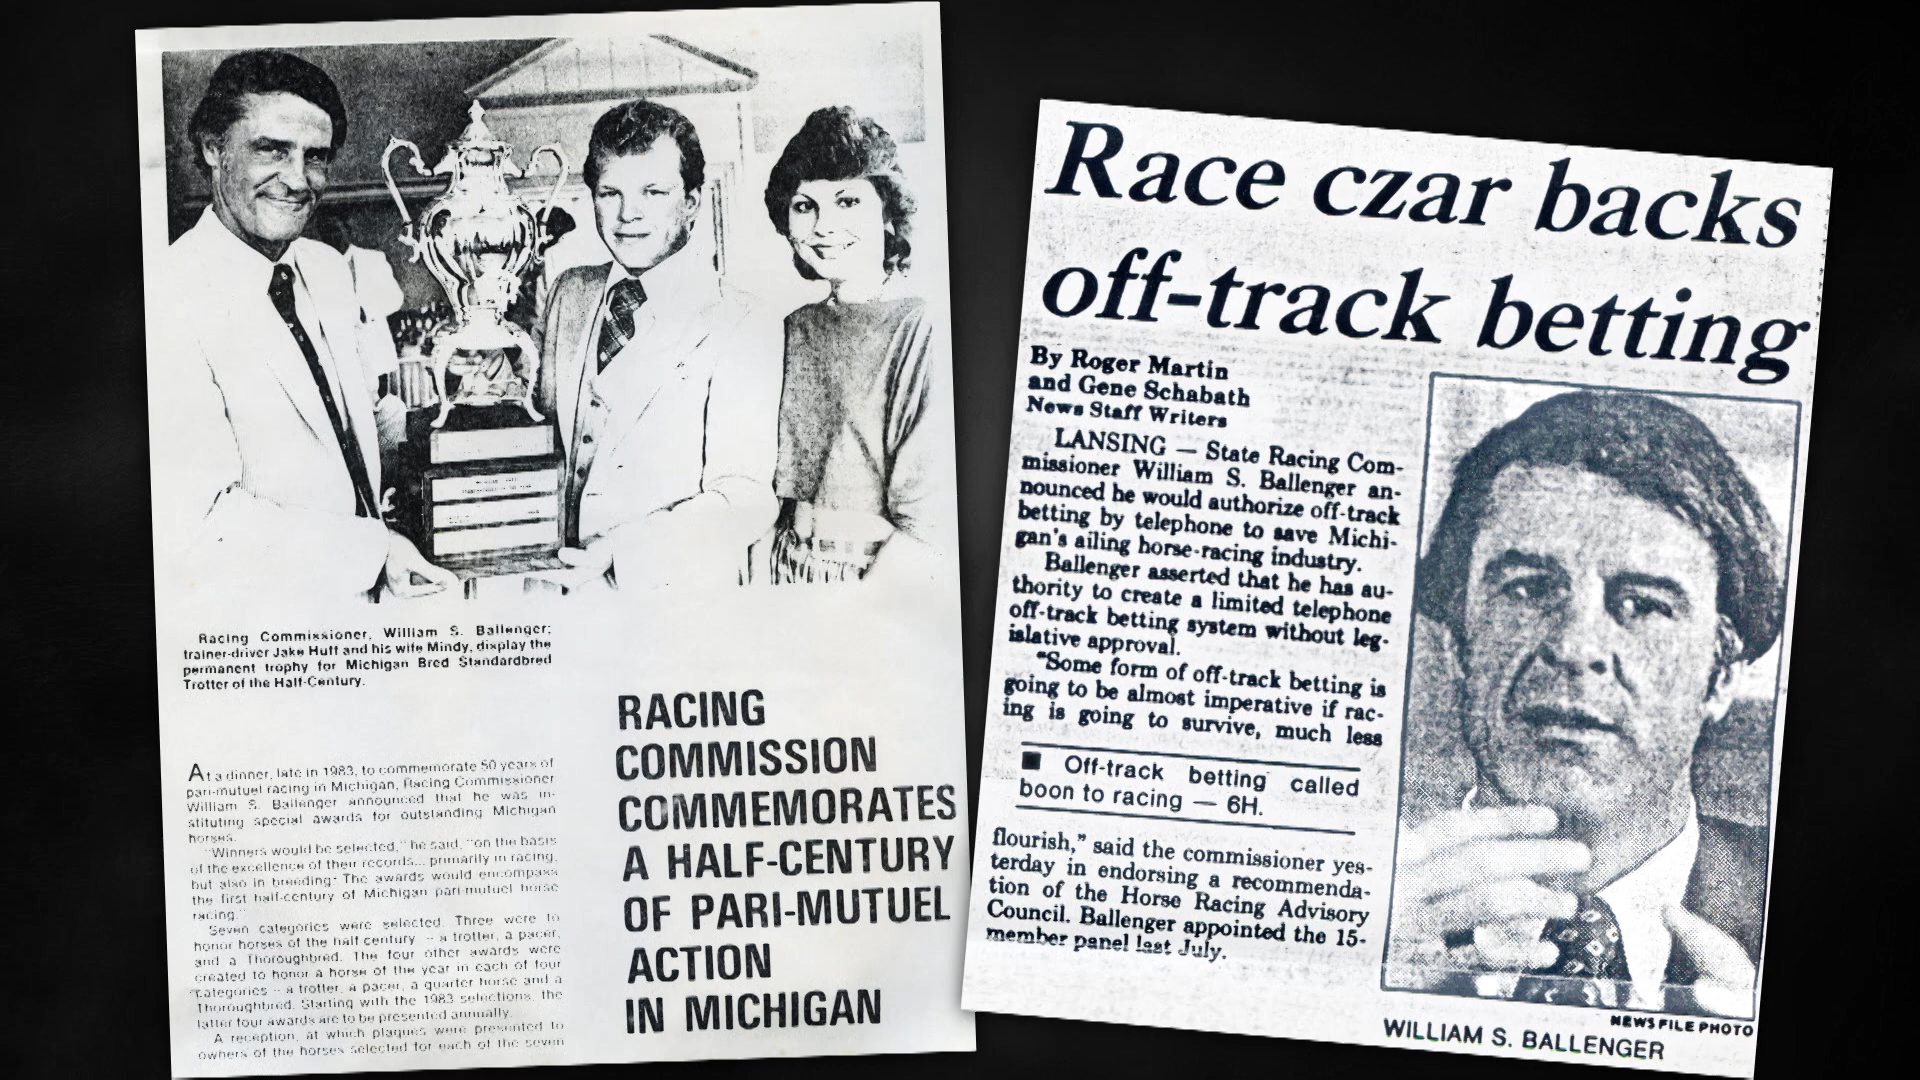 Racing Commissioner, William S. Ballenger;
trainer-driver Jake Huff and his wife Mindy, display the
permanent trophy for Michigan Bred Standardbred
Trotter of the Half-Century.
RACING
COMMISSION
COMMEMORATES
A HALF-CENTURY
OF PARI-MUTUEL
ACTION
IN MICHIGAN
At a dinner, late in 1983, to commemorate 50 years of
pari-mutuel racing in Michigan, Racing Commissioner
William S. Ballenger announced that he was in-
stituting special awards for outstanding Michigan
horses.
"Winners would be selected," he said, "on the basis
of the excellence of their records... primarily in racing,
but also in breeding. The awards would encompass
the first half-century of Michigan pari-mutuel horse
racing."
Seven categories were selected. Three were to
honor horses of the half century -- a trotter, a pacer,
and a Thoroughbred. The four other awards were
created to honor a horse of the year in each of four
categories -- a trotter, a pacer, a quarter horse and a
Thoroughbred. Starting with the 1983 selections, the
latter four awards are to be presented annually.
A reception, at which plaques were presented to
owners of the horses selected for each of the seven
Race czar backs
off-track betting
By Roger Martin
and Gene Schabath
News Staff Writers
LANSING — State Racing Com-
missioner William S. Ballenger an-
nounced he would authorize off-track
betting by telephone to save Michi-
gan's ailing horse-racing industry.
Ballenger asserted that he has au-
thority to create a limited telephone
off-track betting system without leg-
islative approval.
"Some form of off-track betting is
going to be almost imperative if rac-
ing is going to survive, much less
■ Off-track betting called
boon to racing — 6H.
flourish," said the commissioner yes-
terday in endorsing a recommenda-
tion of the Horse Racing Advisory
Council. Ballenger appointed the 15-
member panel last July.
NEWS FILE PHOTO
WILLIAM S. BALLENGER